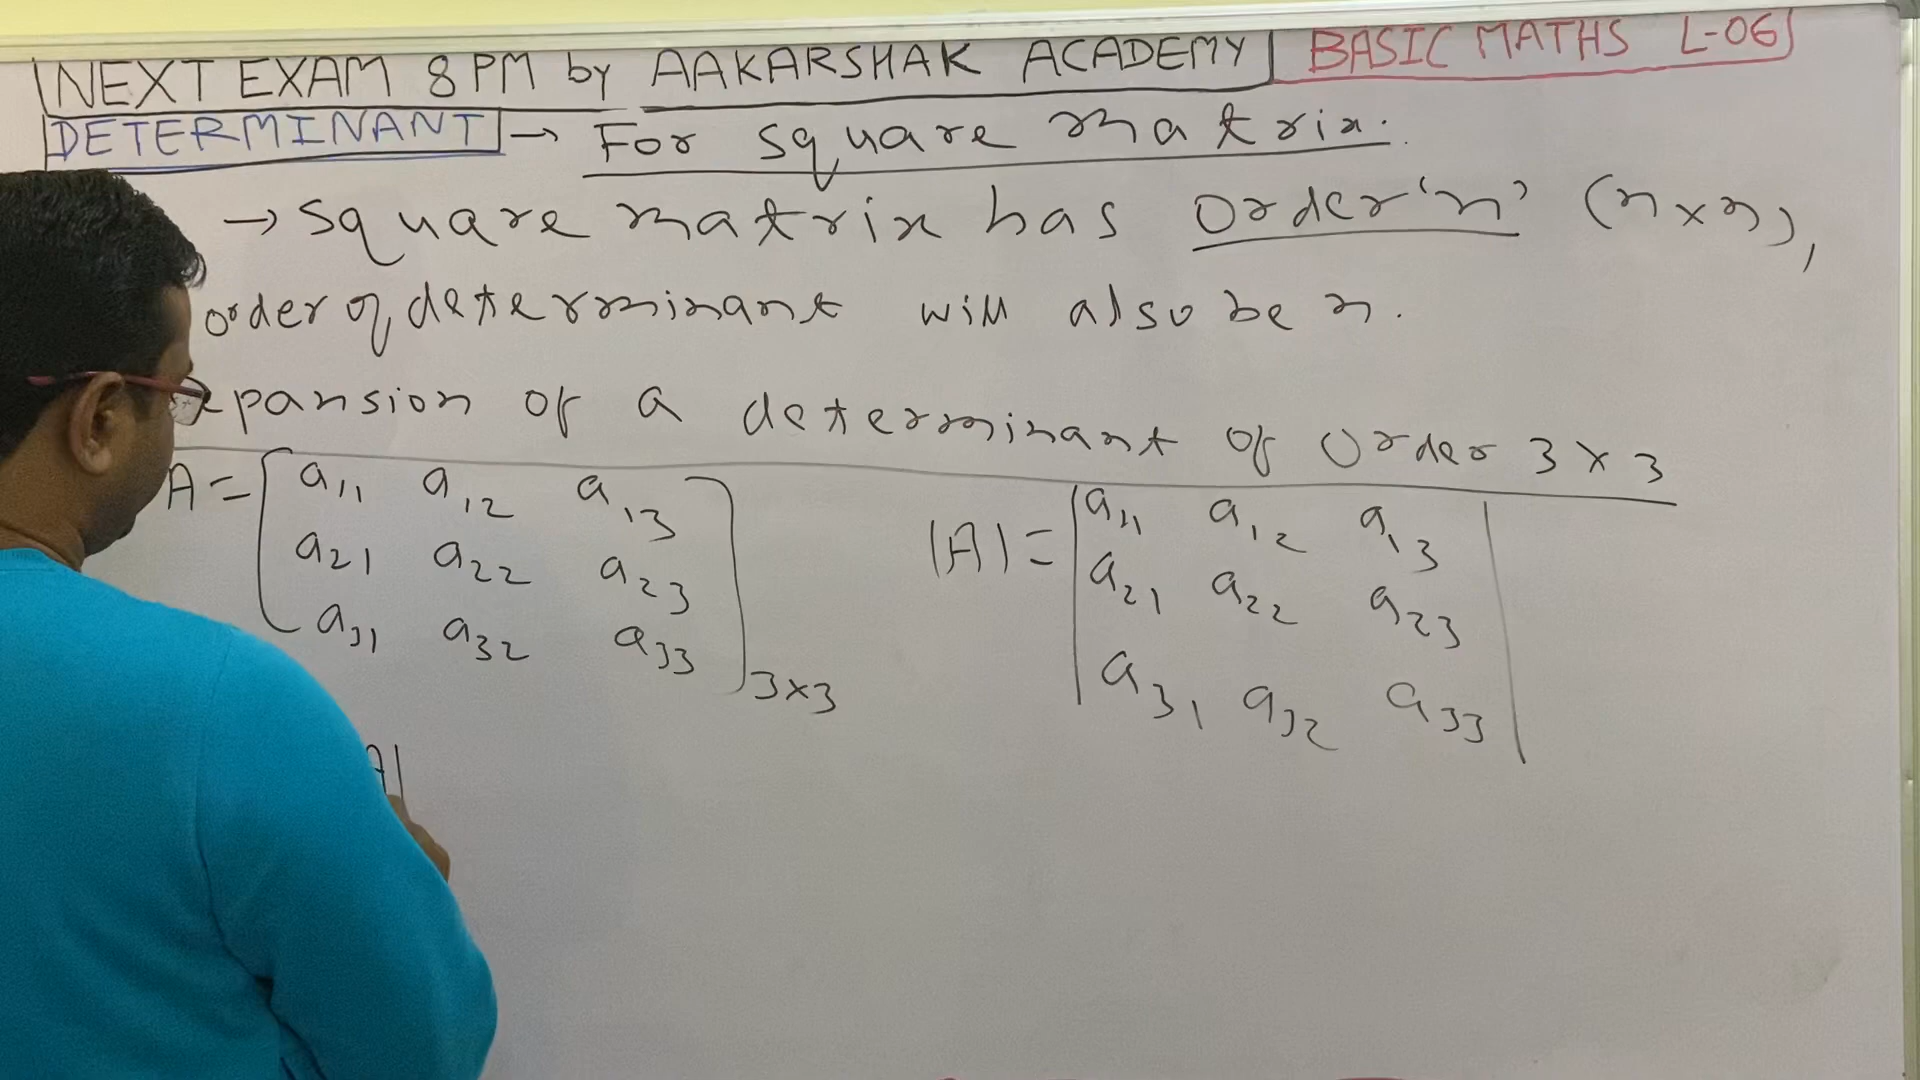 NEXT EXAM 8 PM by AAKARSHAK ACADEMY BASIC MATHS L-06
DETERMINANT → For square matrix.
→ square matrix has order 'n' (n × n),
order of determinant will also be n.
xpansion of a determinant of order 3 × 3
A = [ a11 a12 a13
a21 a22 a23
a31 a32 a33 ] 3×3
|A| = | a11 a12 a13
a21 a22 a23
a31 a32 a33 |
A|